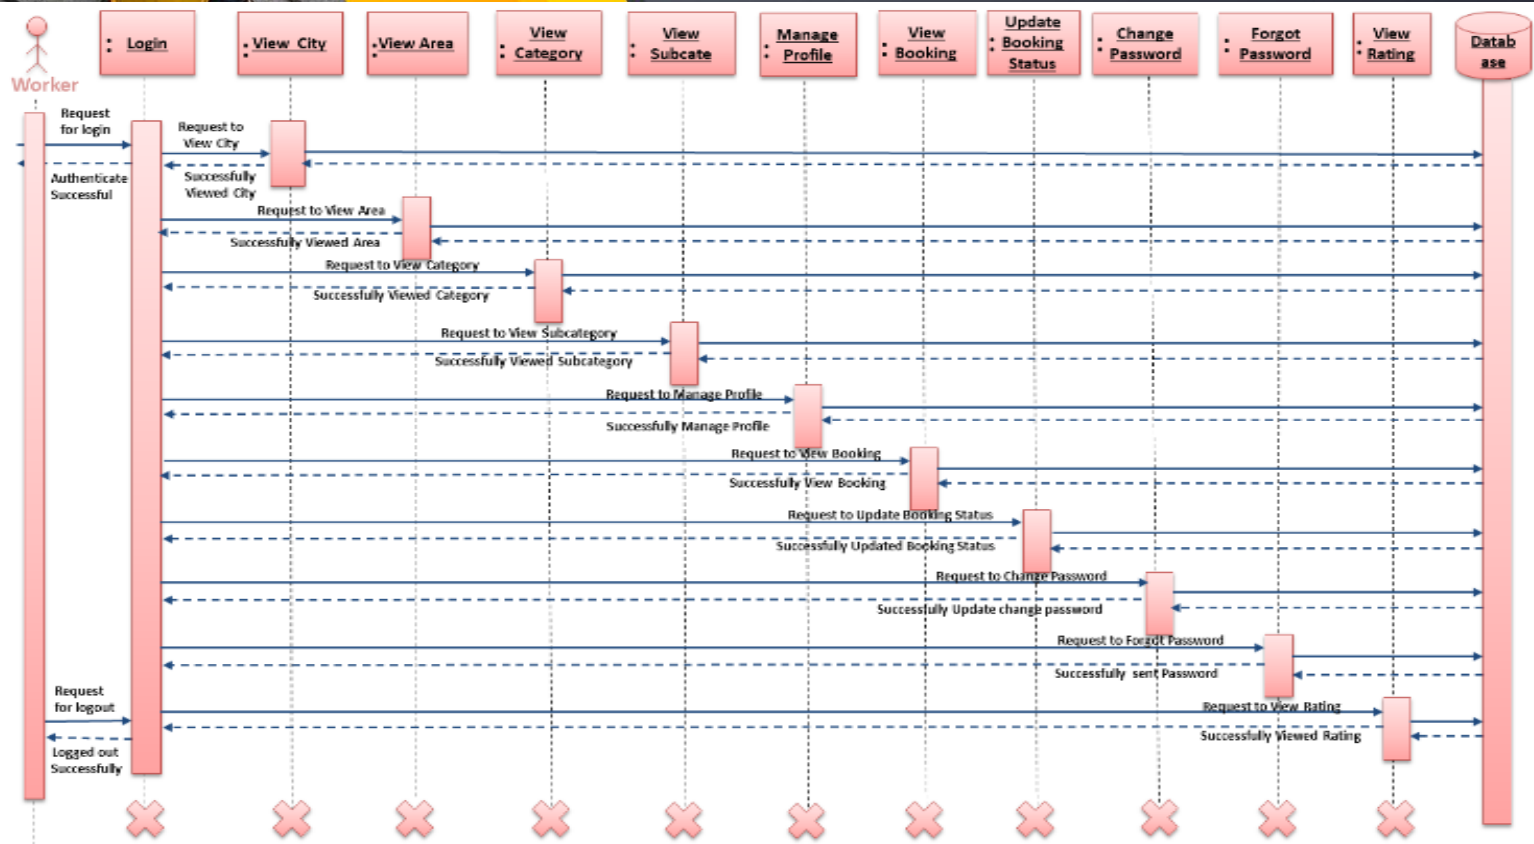 Worker
: Login
: View City
: View Area
: View
Category
: View
Subcate
: Manage
Profile
: View
Booking
: Update
Booking
Status
: Change
Password
: Forgot
Password
: View
Rating
Datab
ase
Request
for login
Authenticate
Successful
Request to
View City
Successfully
Viewed City
Request to View Area
Successfully Viewed Area
Request to View Category
Successfully Viewed Category
Request to View Subcategory
Successfully Viewed Subcategory
Request to Manage Profile
Successfully Manage Profile
Request to View Booking
Successfully View Booking
Request to Update Booking Status
Successfully Updated Booking Status
Request to Change Password
Successfully Update change password
Request to Forgot Password
Successfully sent Password
Request to View Rating
Successfully Viewed Rating
Request
for logout
Logged out
Successfully